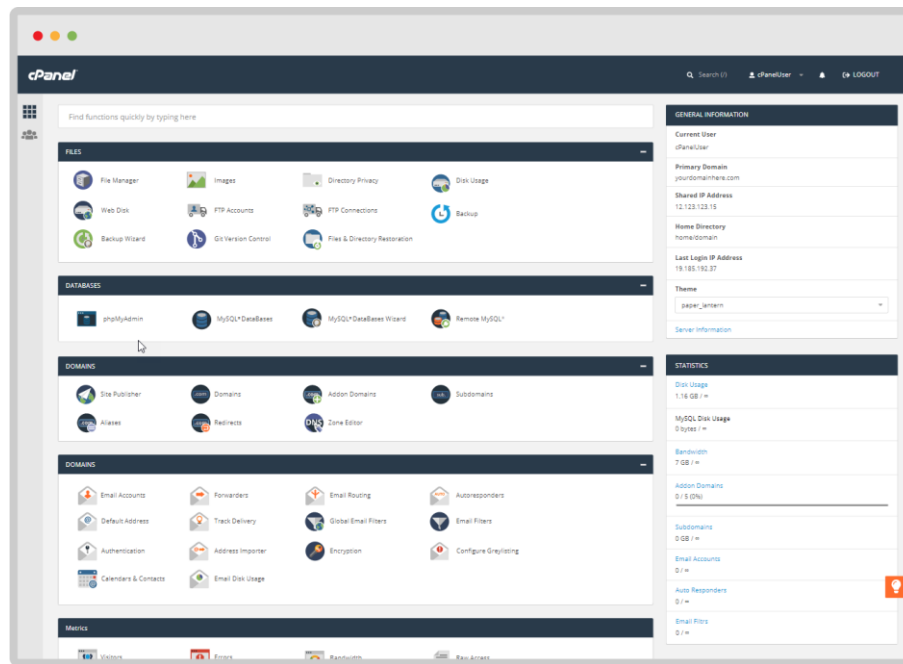 cPanel
Search (/)
cPanelUser
LOGOUT
Find functions quickly by typing here
FILES
File Manager
Images
Directory Privacy
Disk Usage
Web Disk
FTP Accounts
FTP Connections
Backup
Backup Wizard
Git Version Control
Files & Directory Restoration
DATABASES
phpMyAdmin
MySQL*DataBases
MySQL*DataBases Wizard
Remote MySQL*
DOMAINS
Site Publisher
Domains
Addon Domains
Subdomains
Aliases
Redirects
DNS
Zone Editor
DOMAINS
Email Accounts
Forwarders
Email Routing
Autoresponders
Default Address
Track Delivery
Global Email Filters
Email Filters
Authentication
Address Importer
Encryption
Configure Greylisting
Calendars & Contacts
Email Disk Usage
Metrics
Visitors
Errors
Bandwidth
Raw Access
GENERAL INFORMATION
Current User
cPanelUser
Primary Domain
yourdomainhere.com
Shared IP Address
12.123.123.15
Home Directory
home/domain
Last Login IP Address
19.185.192.37
Theme
paper_lantern
Server Information
STATISTICS
Disk Usage
1.16 GB / ∞
MySQL Disk Usage
0 bytes / ∞
Bandwidth
7 GB / ∞
Addon Domains
0 / 5 (0%)
Subdomains
0 GB / ∞
Email Accounts
0 / ∞
Auto Responders
0 / ∞
Email Filtrs
0 / ∞